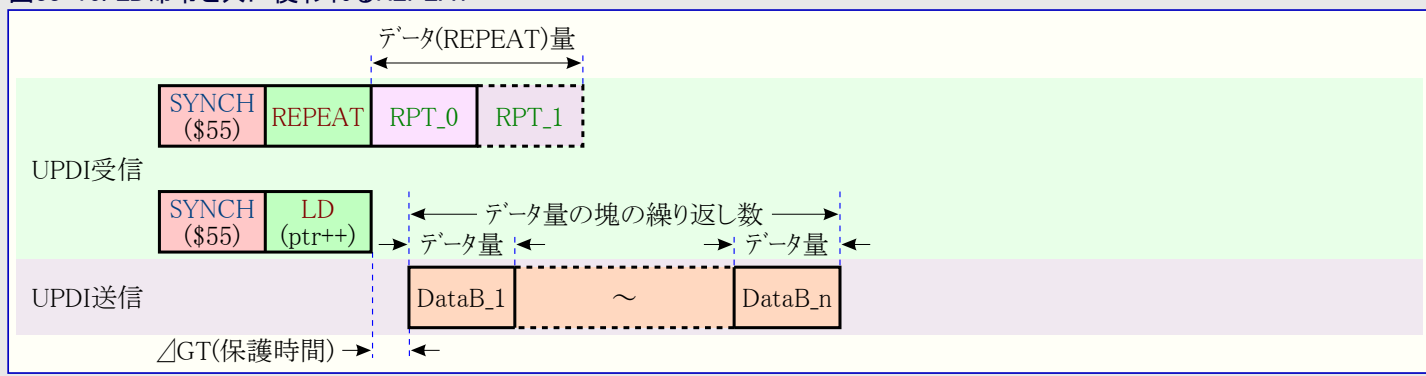 データ(REPEAT)量
SYNCH
($55)
REPEAT
RPT_0
RPT_1
UPDI受信
SYNCH
($55)
LD
(ptr++)
データ量の塊の繰り返し数
データ量
データ量
UPDI送信
DataB_1
～
DataB_n
⊿GT(保護時間)